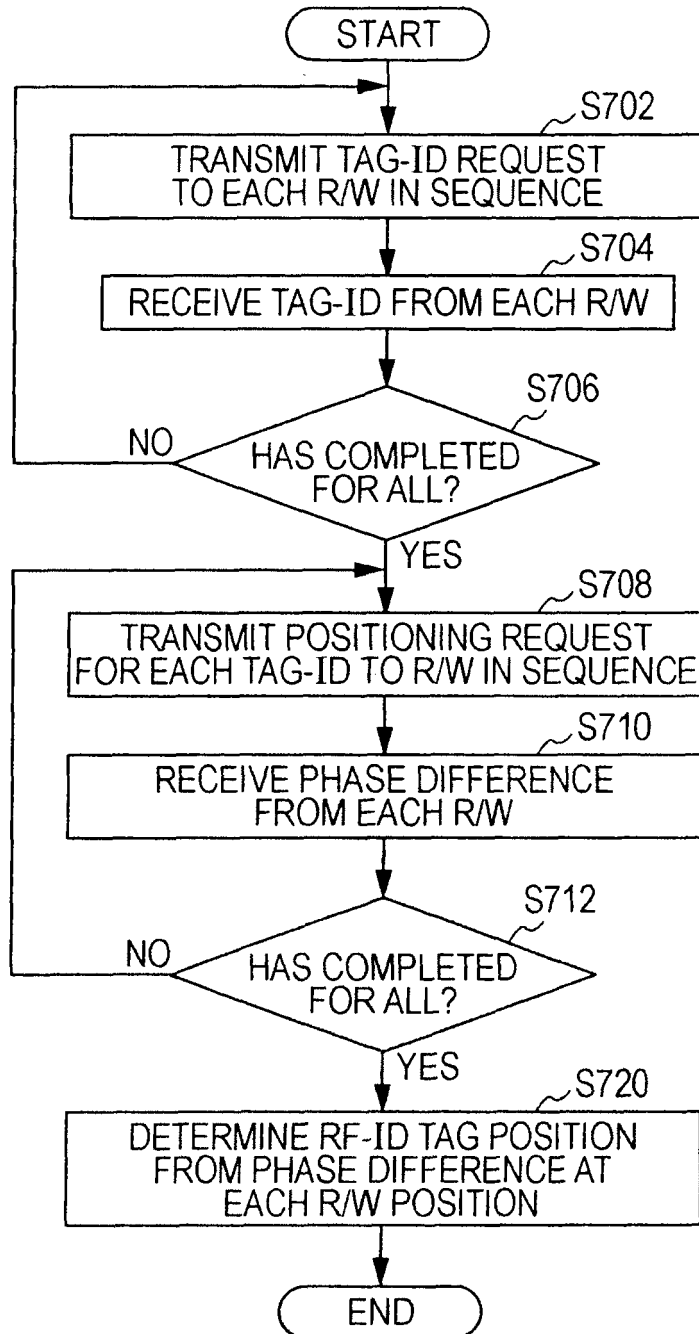 START
S702
TRANSMIT TAG-ID REQUEST
TO EACH R/W IN SEQUENCE
S704
RECEIVE TAG-ID FROM EACH R/W
S706
NO
HAS COMPLETED
FOR ALL?
YES
S708
TRANSMIT POSITIONING REQUEST
FOR EACH TAG-ID TO R/W IN SEQUENCE
S710
RECEIVE PHASE DIFFERENCE
FROM EACH R/W
S712
NO
HAS COMPLETED
FOR ALL?
YES
S720
DETERMINE RF-ID TAG POSITION
FROM PHASE DIFFERENCE AT
EACH R/W POSITION
END